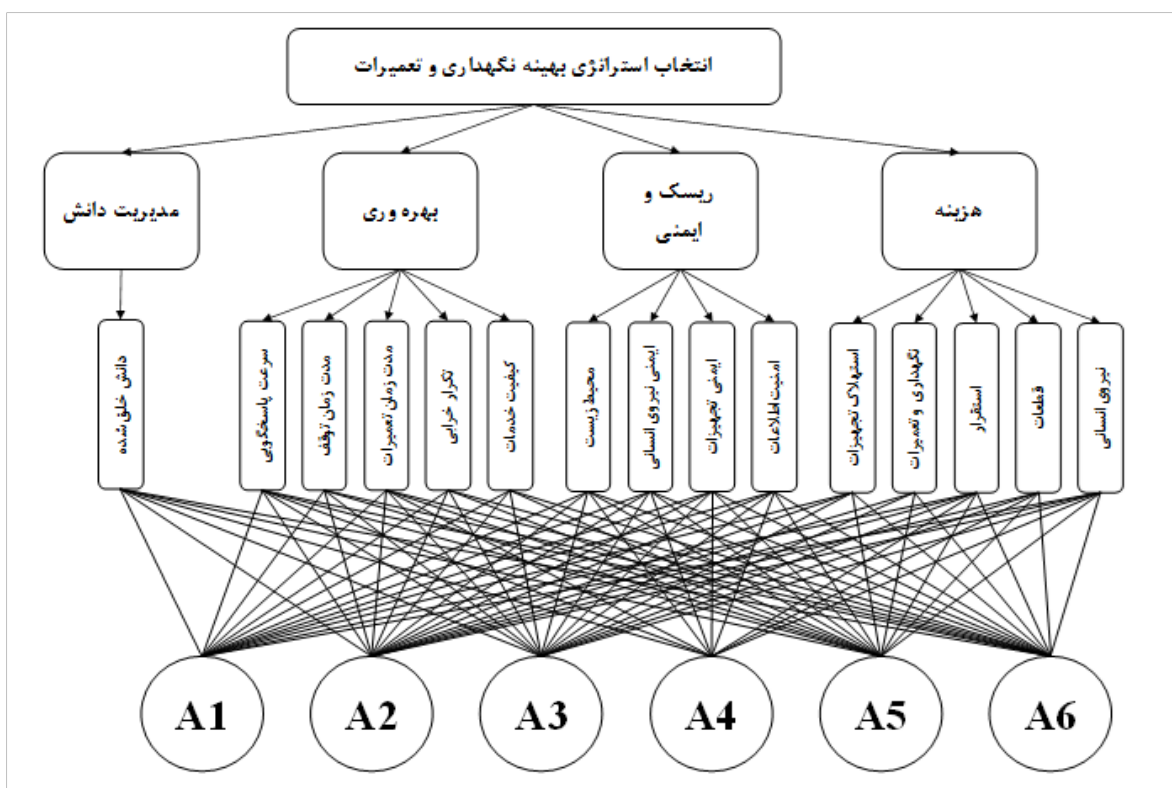 انتخاب استراتژی بهینه نگهداری و تعمیرات
هزینه
ریسک و
ایمنی
بهره وری
مدیریت دانش
نیروی انسانی
قطعات
استقرار
نگهداری و تعمیرات
استهلاک تجهیزات
امنیت اطلاعات
ایمنی تجهیزات
ایمنی نیروی انسانی
محیط زیست
کیفیت خدمات
تکرار خرابی
مدت زمان تعمیرات
مدت زمان توقف
سرعت پاسخگویی
دانش خلق شده
A1
A2
A3
A4
A5
A6